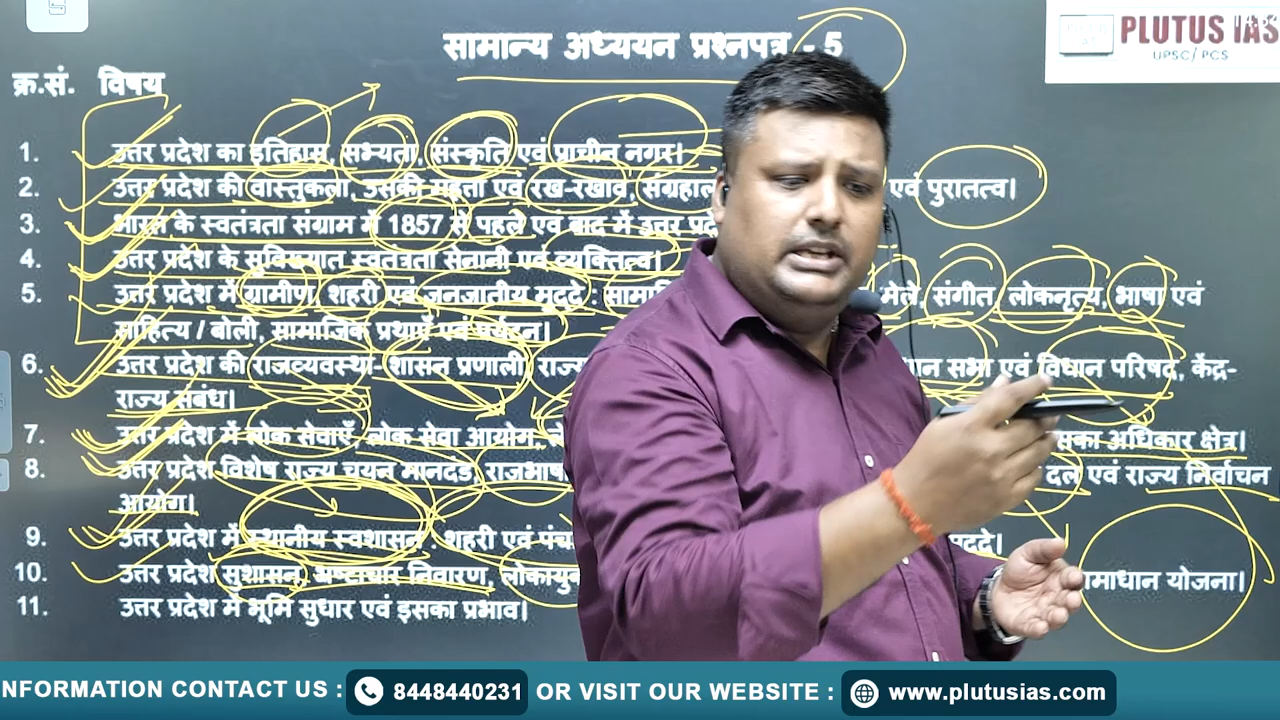 सामान्य अध्ययन प्रश्नपत्र - 5
PLUTUS IAS
UPSC/ PCS
क्र.सं. विषय
1. उत्तर प्रदेश का इतिहास, सभ्यता, संस्कृति एवं प्राचीन नगर।
2. उत्तर प्रदेश की वास्तुकला, उसकी महत्ता एवं रख-रखाव, एवं पुरातत्व।
3. भारत के स्वतंत्रता संग्राम में 1857 से पहले एवं बाद में उत्तर
4. उत्तर प्रदेश के सुविख्यात स्वतंत्रता सेनानी एवं व्यक्तित्व।
5. उत्तर प्रदेश में ग्रामीण, शहरी एवं जनजातीय मुद्दे : मेले, संगीत, लोकनृत्य, भाषा एवं
साहित्य / बोली, सामाजिक प्रथाएँ एवं पर्यटन।
6. उत्तर प्रदेश की राजव्यवस्था- शासन प्रणाली, सभा एवं विधान परिषद, केंद्र-
राज्य संबंध।
7. उत्तर प्रदेश में लोक सेवाएँ, लोक सेवा आयोग, अधिकार क्षेत्र।
8. उत्तर प्रदेश विशेष राज्य चयन मानदंड, दल एवं राज्य निर्वाचन
आयोग।
9. उत्तर प्रदेश में स्थानीय स्वशासन : शहरी एवं
10. उत्तर प्रदेश सुशासन, भ्रष्टाचार निवारण, योजना।
11. उत्तर प्रदेश में भूमि सुधार एवं इसका प्रभाव।
NFORMATION CONTACT US : 8448440231 OR VISIT OUR WEBSITE : www.plutusias.com